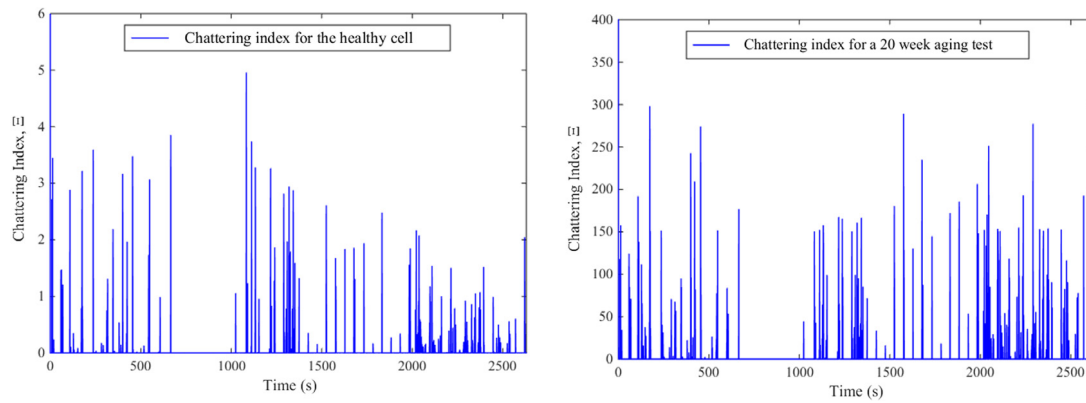 Chattering index for the healthy cell
Chattering Index, Ξ
6
5
4
3
2
1
0
0 500 1000 1500 2000 2500
Time (s)
Chattering index for a 20 week aging test
Chattering Index, Ξ
400
350
300
250
200
150
100
50
0
0 500 1000 1500 2000 2500
Time (s)